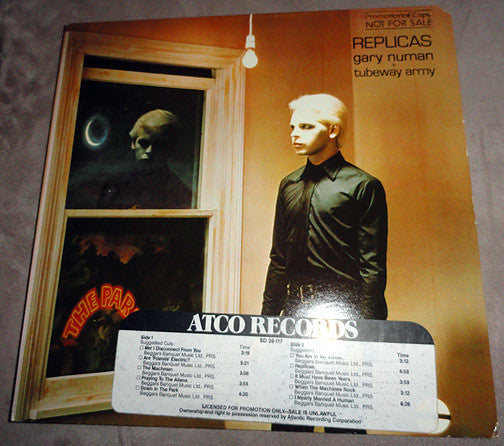 Promotional Copy
NOT FOR SALE
REPLICAS
gary numan
+
tubeway army
THE PAR
ATCO RECORDS
SD 38-117
Side 1
Suggested Cuts
Time
Me! I Disconnect From You 3:19
Beggars Banquet Music Ltd., PRS.
Are 'Friends' Electric? 5:21
Beggars Banquet Music Ltd., PRS.
The Machman 3:06
Beggars Banquet Music Ltd., PRS.
Praying To The Aliens 3:55
Beggars Banquet Music Ltd., PRS.
Down In The Park 4:20
Beggars Banquet Music Ltd., PRS.
Side 2
Suggested
Time
You Are In My Vision 3:12
Beggars Banquet Music Ltd., PRS.
Replicas 4:58
Beggars Banquet Music Ltd., PRS.
It Must Have Been Years 3:59
Beggars Banquet Music Ltd., PRS.
When The Machines Rock 3:12
Beggars Banquet Music Ltd., PRS.
I Nearly Married A Human 6:26
Beggars Banquet Music Ltd., PRS.
LICENSED FOR PROMOTION ONLY—SALE IS UNLAWFUL
Ownership and right to possession reserved by Atlantic Recording Corporation